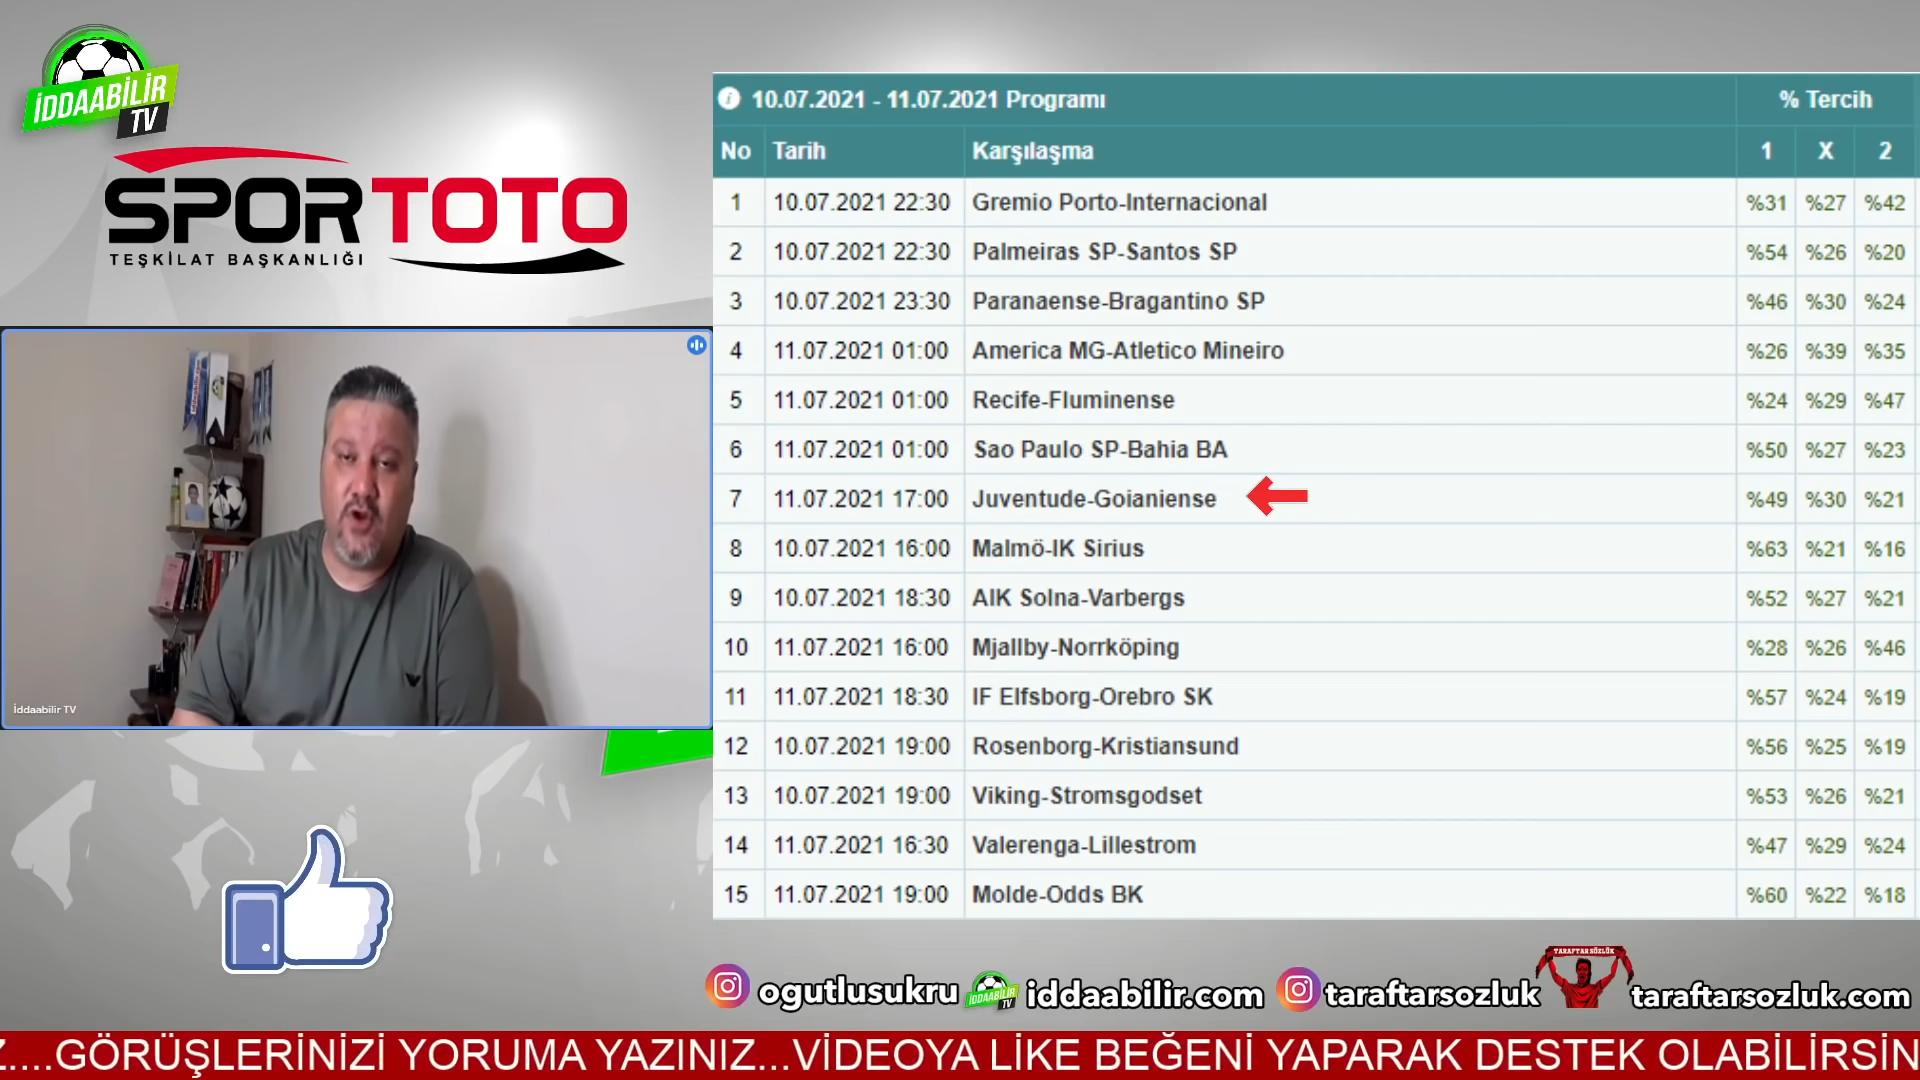 İDDAABİLİR
TV
SPORTOTO
TEŞKİLAT BAŞKANLIĞI
İddaabilir TV
10.07.2021 - 11.07.2021 Programı % Tercih
No Tarih Karşılaşma 1 X 2
1 10.07.2021 22:30 Gremio Porto-Internacional %31 %27 %42
2 10.07.2021 22:30 Palmeiras SP-Santos SP %54 %26 %20
3 10.07.2021 23:30 Paranaense-Bragantino SP %46 %30 %24
4 11.07.2021 01:00 America MG-Atletico Mineiro %26 %39 %35
5 11.07.2021 01:00 Recife-Fluminense %24 %29 %47
6 11.07.2021 01:00 Sao Paulo SP-Bahia BA %50 %27 %23
7 11.07.2021 17:00 Juventude-Goianiense %49 %30 %21
8 10.07.2021 16:00 Malmö-IK Sirius %63 %21 %16
9 10.07.2021 18:30 AIK Solna-Varbergs %52 %27 %21
10 11.07.2021 16:00 Mjallby-Norrköping %28 %26 %46
11 11.07.2021 18:30 IF Elfsborg-Orebro SK %57 %24 %19
12 10.07.2021 19:00 Rosenborg-Kristiansund %56 %25 %19
13 10.07.2021 19:00 Viking-Stromsgodset %53 %26 %21
14 11.07.2021 16:30 Valerenga-Lillestrom %47 %29 %24
15 11.07.2021 19:00 Molde-Odds BK %60 %22 %18
TARAFTAR SÖZLÜK
ogutlusukru İDDAABİLİR TV iddaabilir.com taraftarsozluk taraftarsozluk.com
Z....GÖRÜŞLERİNİZİ YORUMA YAZINIZ...VİDEOYA LİKE BEĞENİ YAPARAK DESTEK OLABİLİRSİN